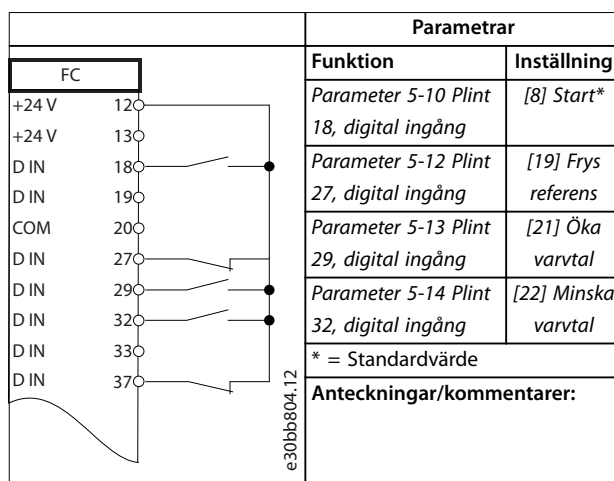 Parametrar
Funktion Inställning
Parameter 5-10 Plint [8] Start*
18, digital ingång
Parameter 5-12 Plint [19] Frys
27, digital ingång referens
Parameter 5-13 Plint [21] Öka
29, digital ingång varvtal
Parameter 5-14 Plint [22] Minska
32, digital ingång varvtal
* = Standardvärde
Anteckningar/kommentarer:
FC
+24 V 12
+24 V 13
D IN 18
D IN 19
COM 20
D IN 27
D IN 29
D IN 32
D IN 33
D IN 37
e30bb804.12